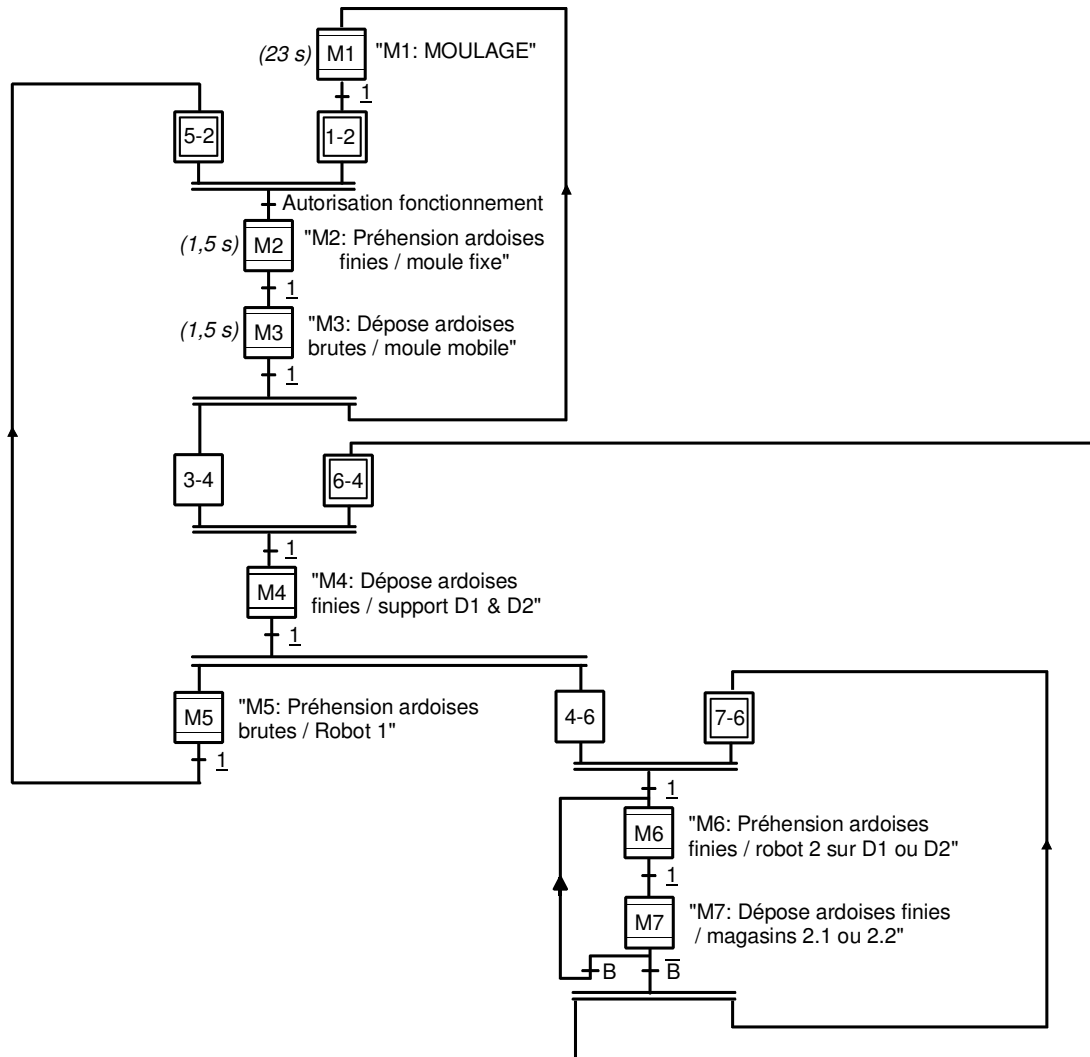 (23 s) M1 "M1: MOULAGE"
1
5-2 1-2
Autorisation fonctionnement
(1,5 s) M2 "M2: Préhension ardoises
finies / moule fixe"
1
(1,5 s) M3 "M3: Dépose ardoises
brutes / moule mobile"
1
3-4 6-4
1
M4 "M4: Dépose ardoises
finies / support D1 & D2"
1
M5 "M5: Préhension ardoises
brutes / Robot 1"
4-6 7-6
1
1
M6 "M6: Préhension ardoises
finies / robot 2 sur D1 ou D2"
1
M7 "M7: Dépose ardoises finies
/ magasins 2.1 ou 2.2"
B B̅